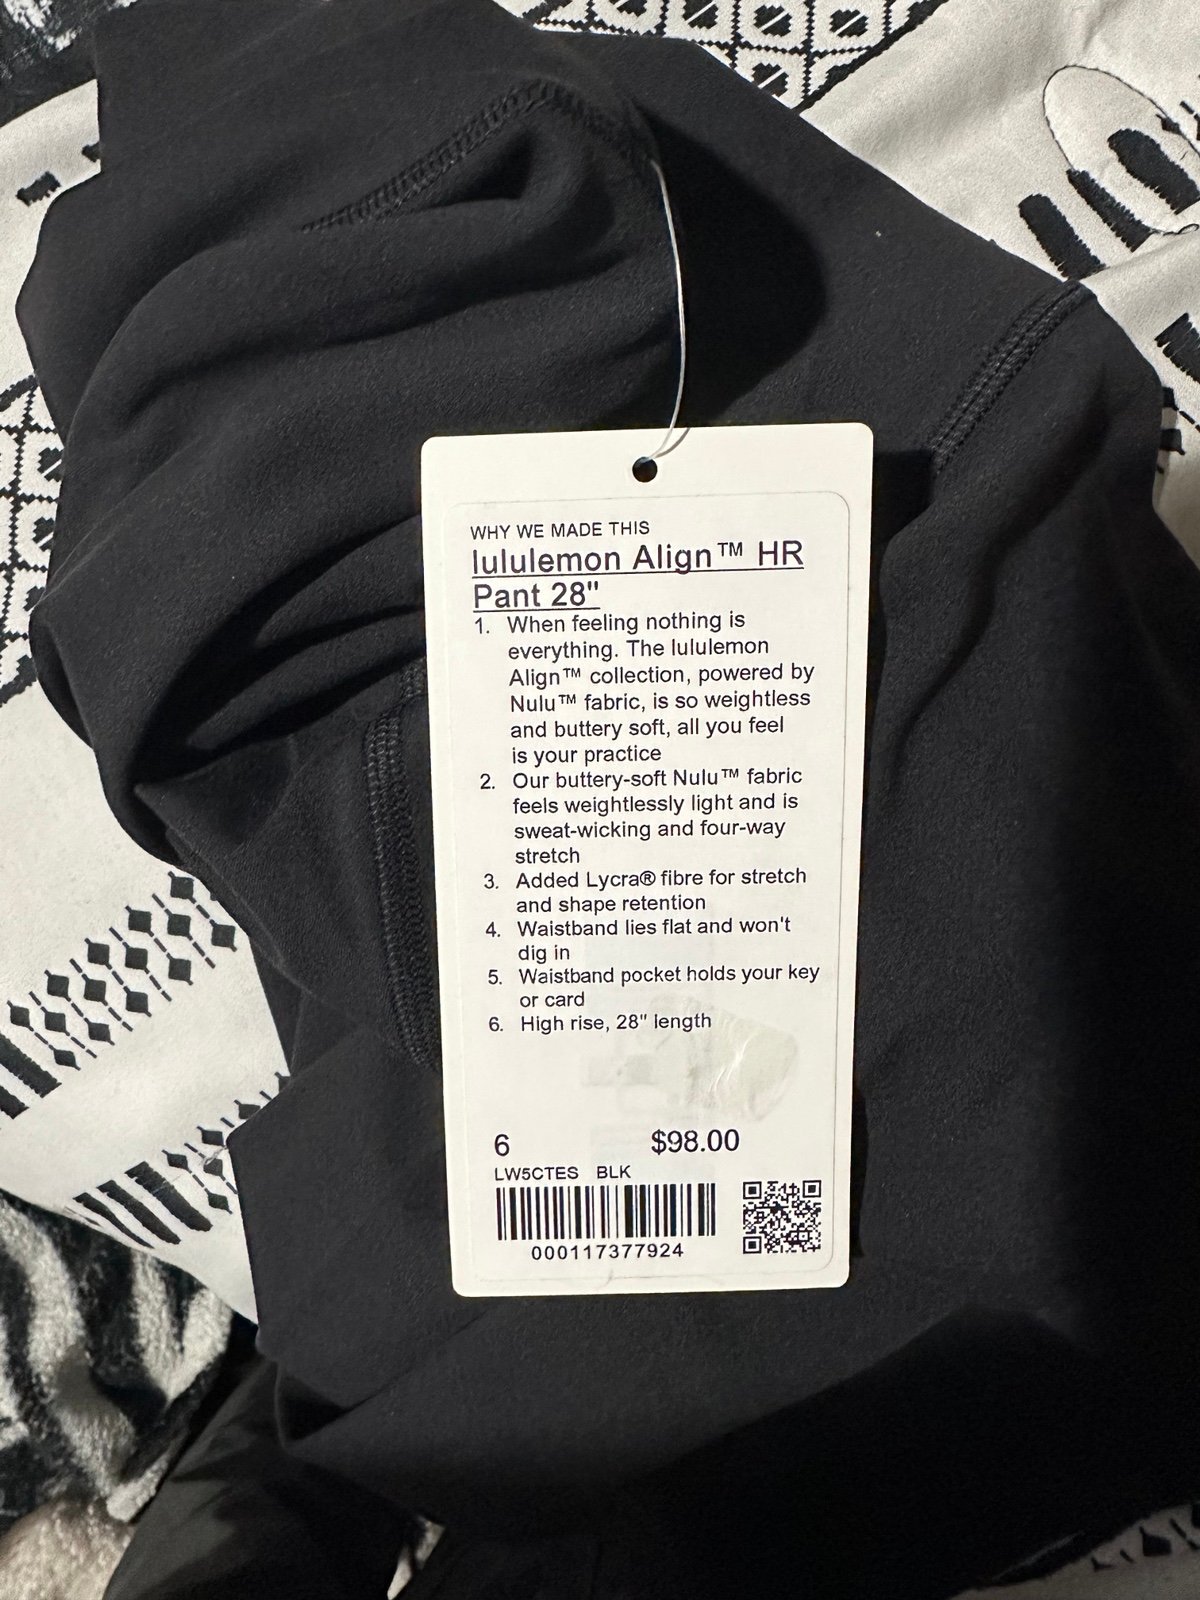 WHY WE MADE THIS
lululemon Align™ HR
Pant 28"
1. When feeling nothing is
everything. The lululemon
Align™ collection, powered by
Nulu™ fabric, is so weightless
and buttery soft, all you feel
is your practice
2. Our buttery-soft Nulu™ fabric
feels weightlessly light and is
sweat-wicking and four-way
stretch
3. Added Lycra® fibre for stretch
and shape retention
4. Waistband lies flat and won't
dig in
5. Waistband pocket holds your key
or card
6. High rise, 28" length
6 $98.00
LW5CTES BLK
000117377924